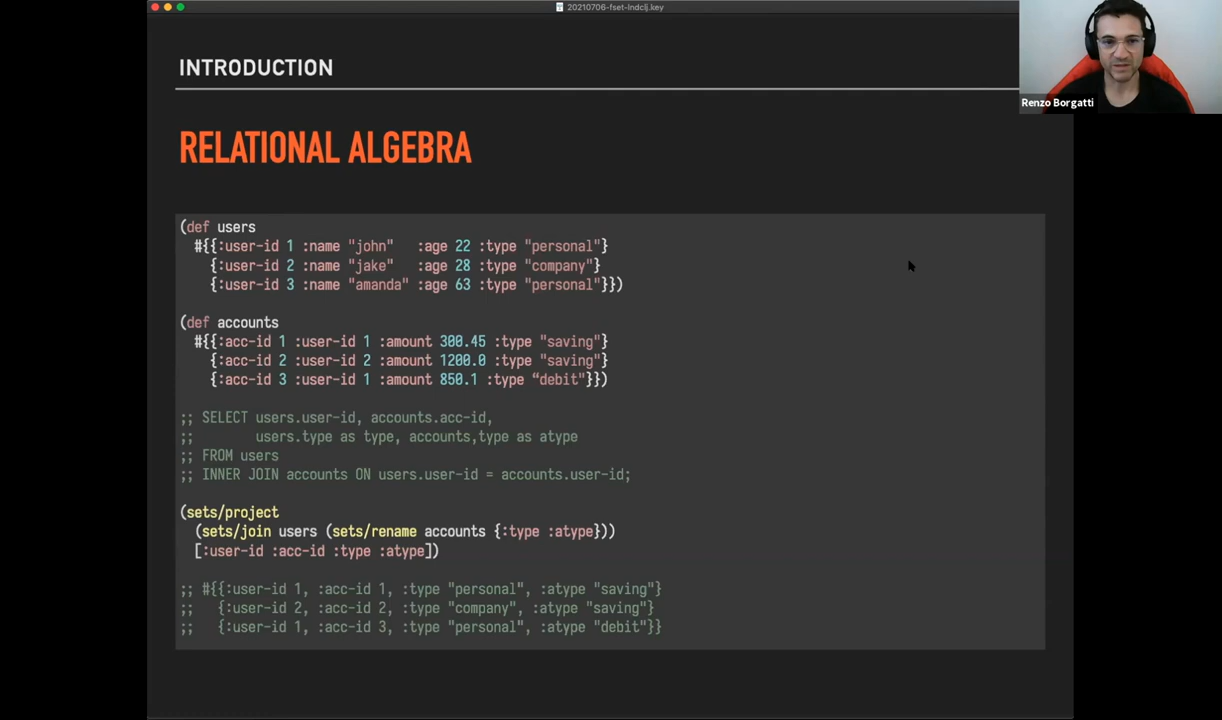 20210706-fset-lndclj.key
Renzo Borgatti
INTRODUCTION
RELATIONAL ALGEBRA
(def users
#{{:user-id 1 :name "john" :age 22 :type "personal"}
{:user-id 2 :name "jake" :age 28 :type "company"}
{:user-id 3 :name "amanda" :age 63 :type "personal"}})
(def accounts
#{{:acc-id 1 :user-id 1 :amount 300.45 :type "saving"}
{:acc-id 2 :user-id 2 :amount 1200.0 :type "saving"}
{:acc-id 3 :user-id 1 :amount 850.1 :type “debit"}})
;; SELECT users.user-id, accounts.acc-id,
;; users.type as type, accounts,type as atype
;; FROM users
;; INNER JOIN accounts ON users.user-id = accounts.user-id;
(sets/project
(sets/join users (sets/rename accounts {:type :atype}))
[:user-id :acc-id :type :atype])
;; #{{:user-id 1, :acc-id 1, :type "personal", :atype "saving"}
;; {:user-id 2, :acc-id 2, :type "company", :atype "saving"}
;; {:user-id 1, :acc-id 3, :type "personal", :atype "debit"}}